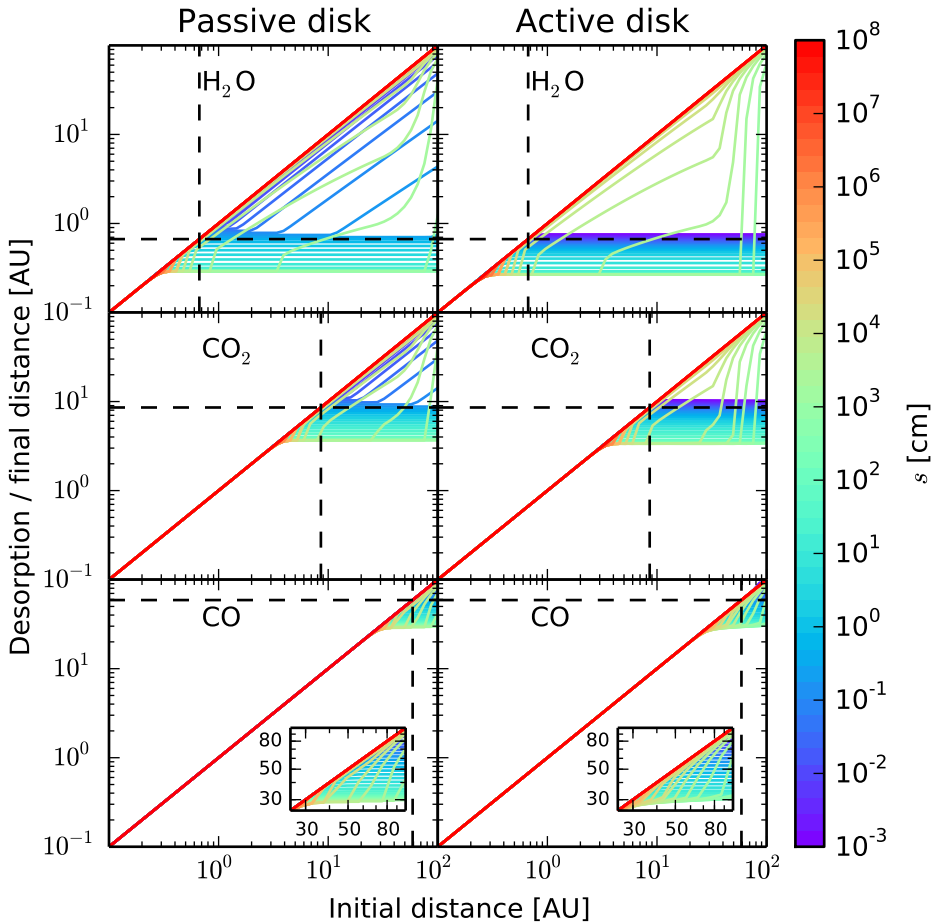 Passive disk Active disk
Desorption / final distance [AU]
10^1
10^0
10^-1
H₂O
H₂O
10^1
10^0
10^-1
CO₂
CO₂
10^1
10^0
10^-1
CO
CO
80
50
30
30 50 80
80
50
30
30 50 80
10^0 10^1 10^2 10^0 10^1 10^2
Initial distance [AU]
10^8
10^7
10^6
10^5
10^4
10^3
10^2
10^1
10^0
10^-1
10^-2
10^-3
s [cm]